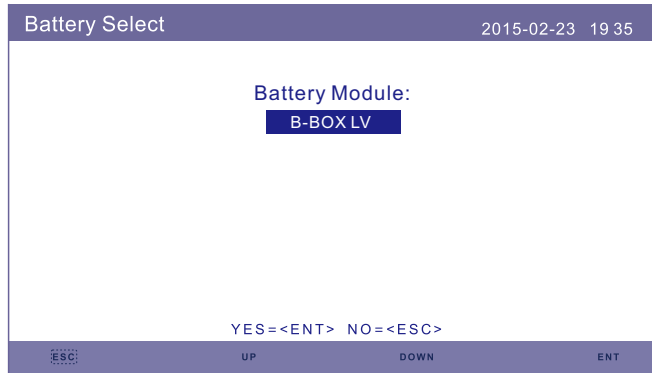 Battery Select 2015-02-23 19 35
Battery Module:
B-BOX LV
YES=<ENT> NO=<ESC>
ESC UP DOWN ENT